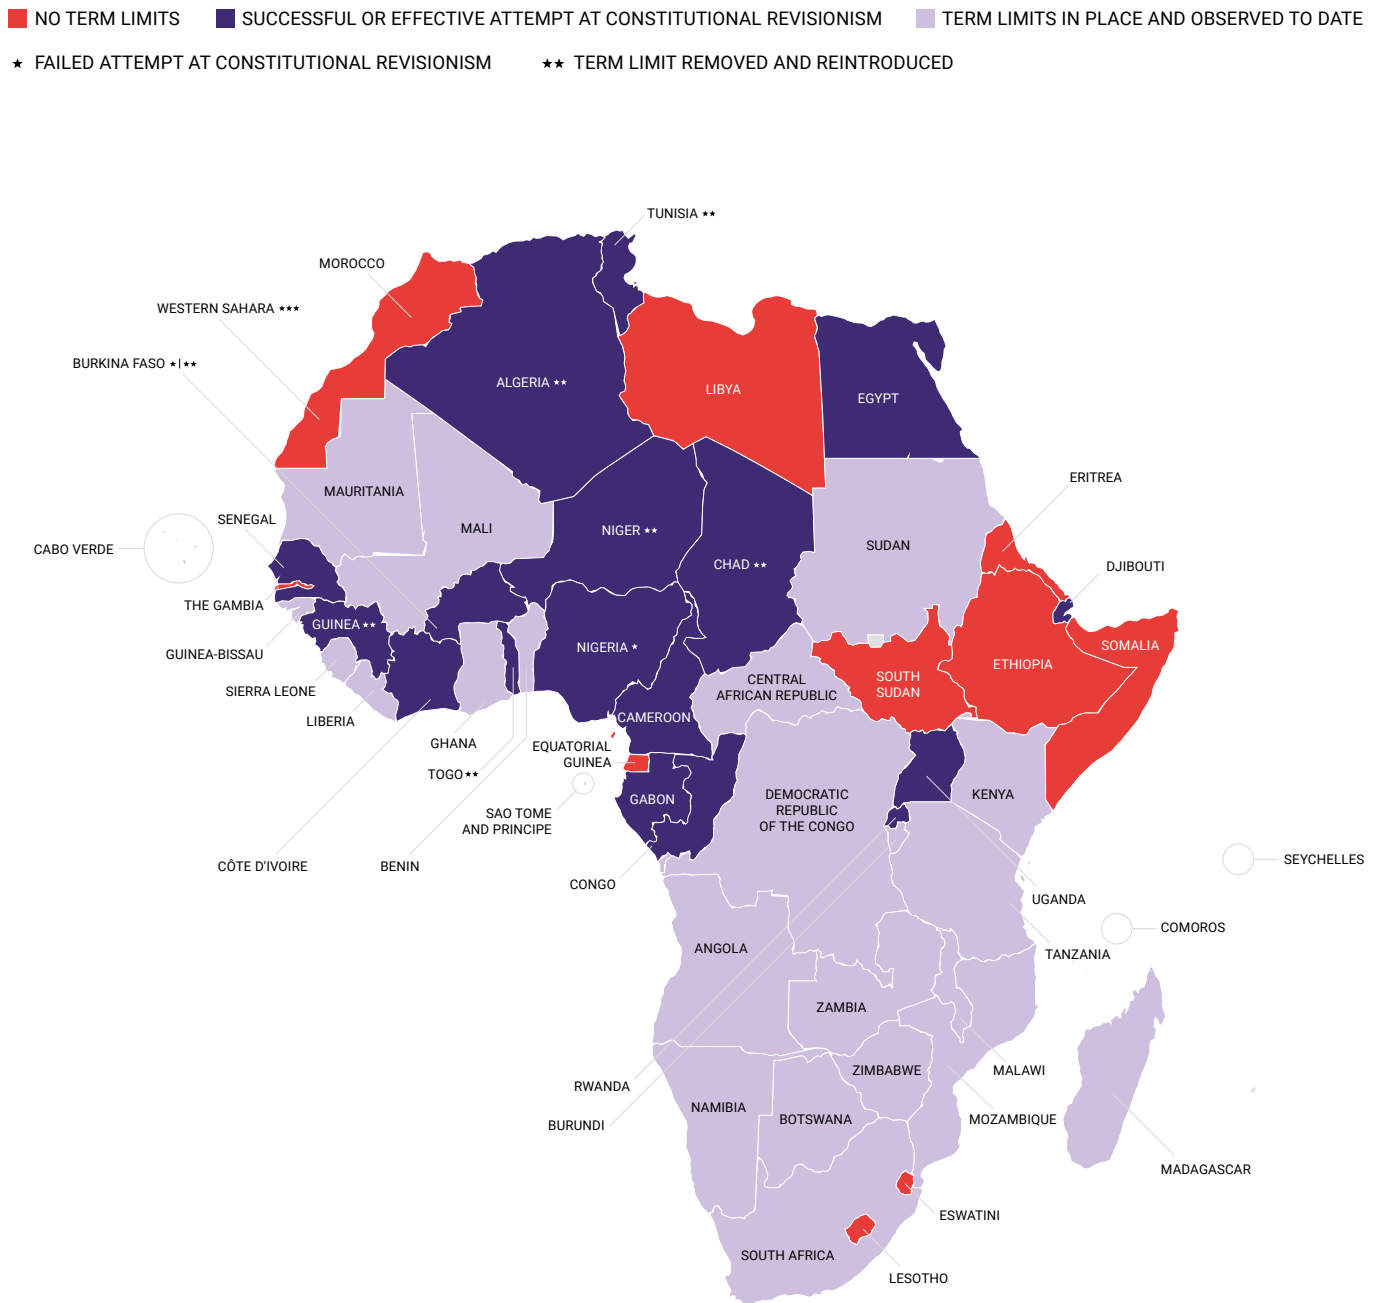 NO TERM LIMITS
SUCCESSFUL OR EFFECTIVE ATTEMPT AT CONSTITUTIONAL REVISIONISM
TERM LIMITS IN PLACE AND OBSERVED TO DATE
★ FAILED ATTEMPT AT CONSTITUTIONAL REVISIONISM
★★ TERM LIMIT REMOVED AND REINTRODUCED
TUNISIA ★★
MOROCCO
WESTERN SAHARA ★★★
BURKINA FASO ★|★★
ALGERIA ★★
LIBYA
EGYPT
ERITREA
MAURITANIA
SENEGAL
MALI
NIGER ★★
CABO VERDE
SUDAN
CHAD ★★
DJIBOUTI
THE GAMBIA
GUINEA ★★
NIGERIA ★
SOMALIA
GUINEA-BISSAU
ETHIOPIA
SOUTH
SUDAN
CENTRAL
AFRICAN REPUBLIC
SIERRA LEONE
CAMEROON
LIBERIA
GHANA
EQUATORIAL
GUINEA
TOGO★★
GABON
KENYA
DEMOCRATIC
REPUBLIC
OF THE CONGO
SAO TOME
AND PRINCIPE
CÔTE D'IVOIRE
BENIN
SEYCHELLES
CONGO
UGANDA
COMOROS
ANGOLA
TANZANIA
ZAMBIA
ZIMBABWE
MALAWI
RWANDA
NAMIBIA
BOTSWANA
MOZAMBIQUE
BURUNDI
MADAGASCAR
ESWATINI
SOUTH AFRICA
LESOTHO